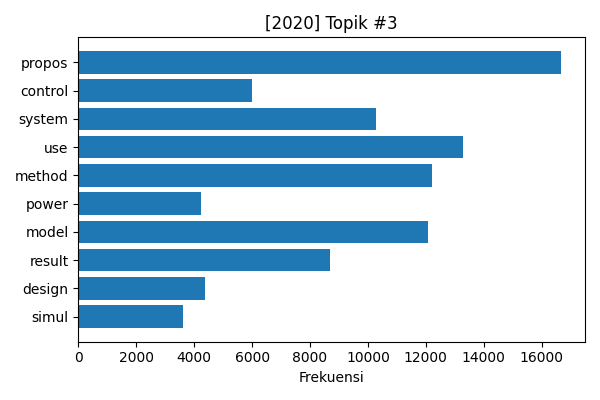 [2020] Topik #3
propos
control
system
use
method
power
model
result
design
simul
0 2000 4000 6000 8000 10000 12000 14000 16000
Frekuensi